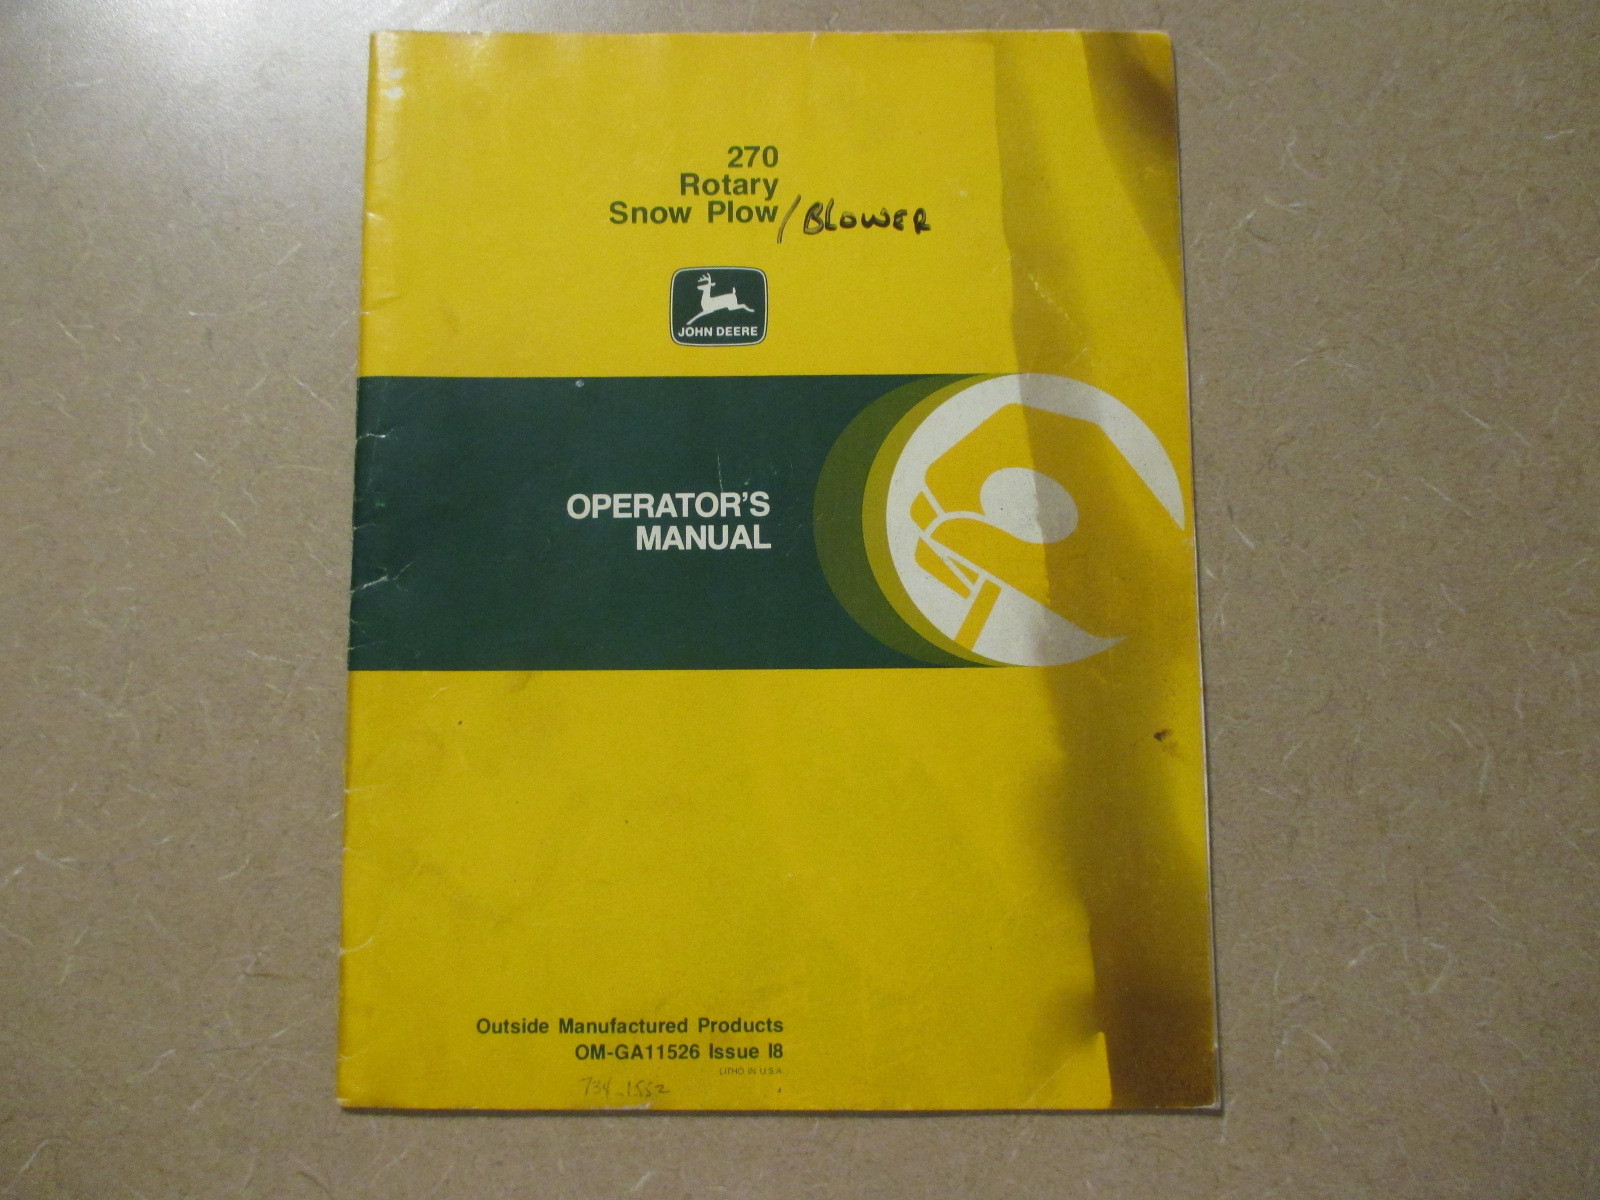 270
Rotary
Snow Plow / BLOWER
JOHN DEERE
OPERATOR'S
MANUAL
Outside Manufactured Products
OM-GA11526 Issue I8
LITHO IN U.S.A.
734-1552